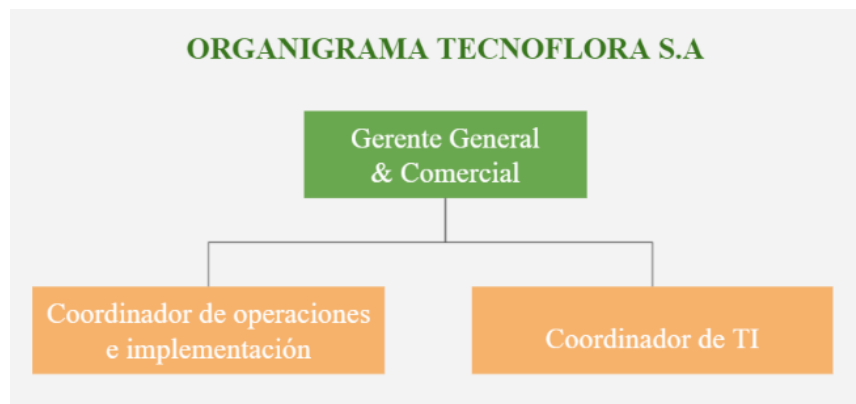 ORGANIGRAMA TECNOFLORA S.A
Gerente General
& Comercial
Coordinador de operaciones
e implementación
Coordinador de TI